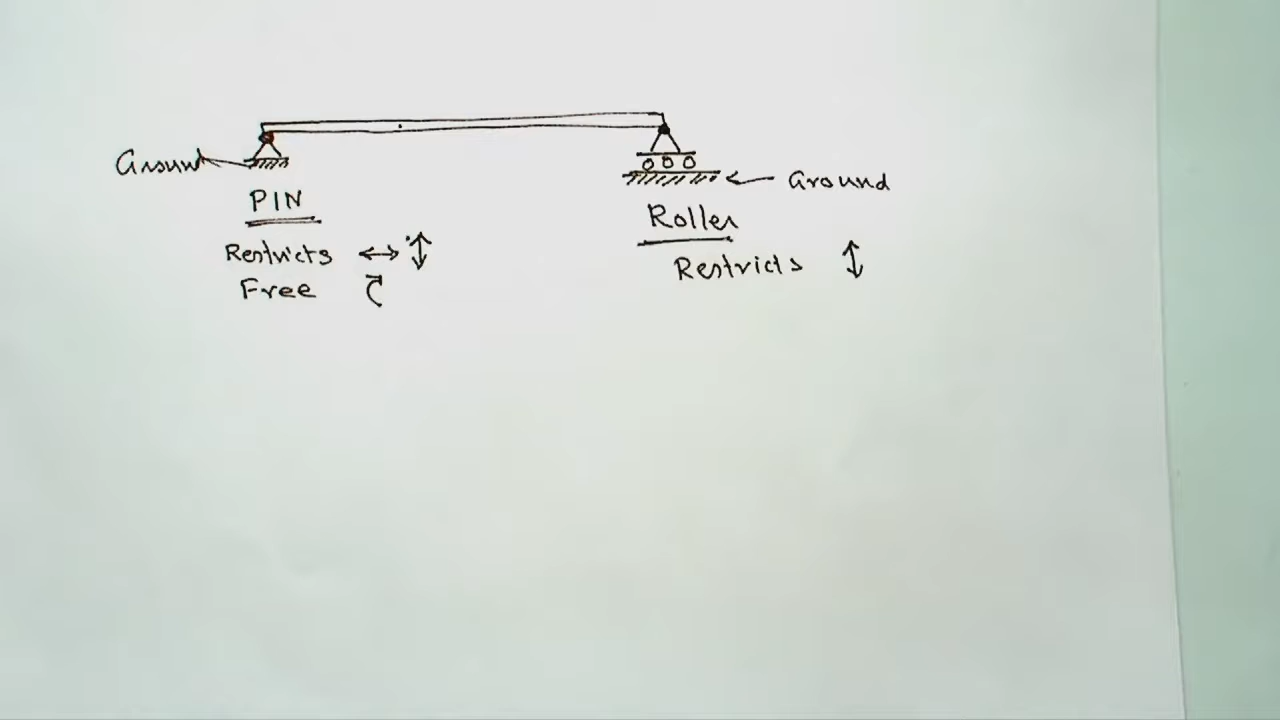 Ground
Ground
PIN
Roller
Restricts ↔ ↕
Restricts ↕
Free